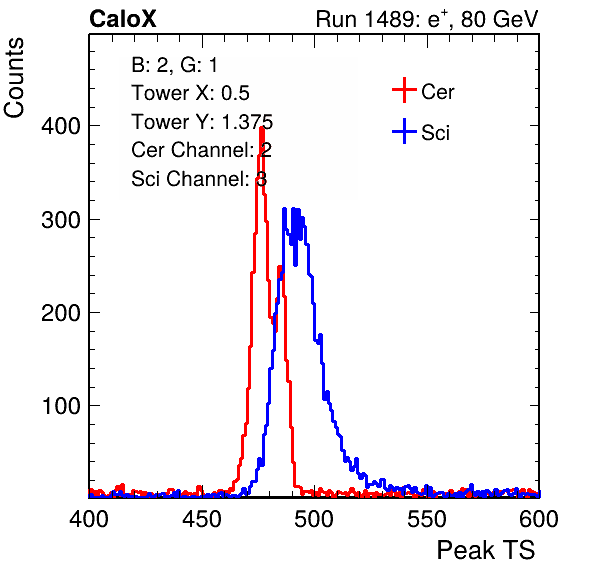 CaloX Run 1489: e⁺, 80 GeV
Counts
B: 2, G: 1
Tower X: 0.5
Tower Y: 1.375
Cer Channel: 2
Sci Channel: 3
Cer
Sci
400
300
200
100
400 450 500 550 600
Peak TS